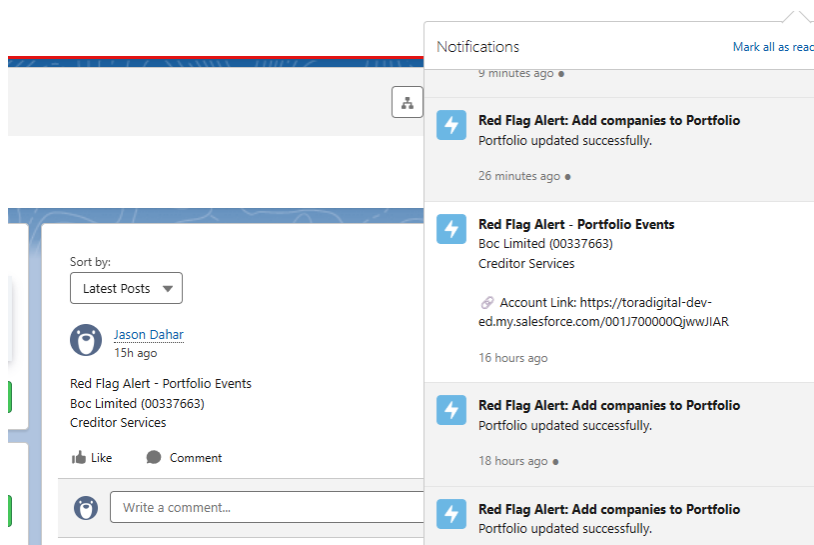 Notifications
Mark all as read
9 minutes ago
Red Flag Alert: Add companies to Portfolio
Portfolio updated successfully.
26 minutes ago
Red Flag Alert - Portfolio Events
Boc Limited (00337663)
Creditor Services
Account Link: https://toradigital-dev-
ed.my.salesforce.com/001J700000QjwwJIAR
16 hours ago
Red Flag Alert: Add companies to Portfolio
Portfolio updated successfully.
18 hours ago
Red Flag Alert: Add companies to Portfolio
Portfolio updated successfully.
Sort by:
Latest Posts
Jason Dahar
15h ago
Red Flag Alert - Portfolio Events
Boc Limited (00337663)
Creditor Services
Like
Comment
Write a comment...